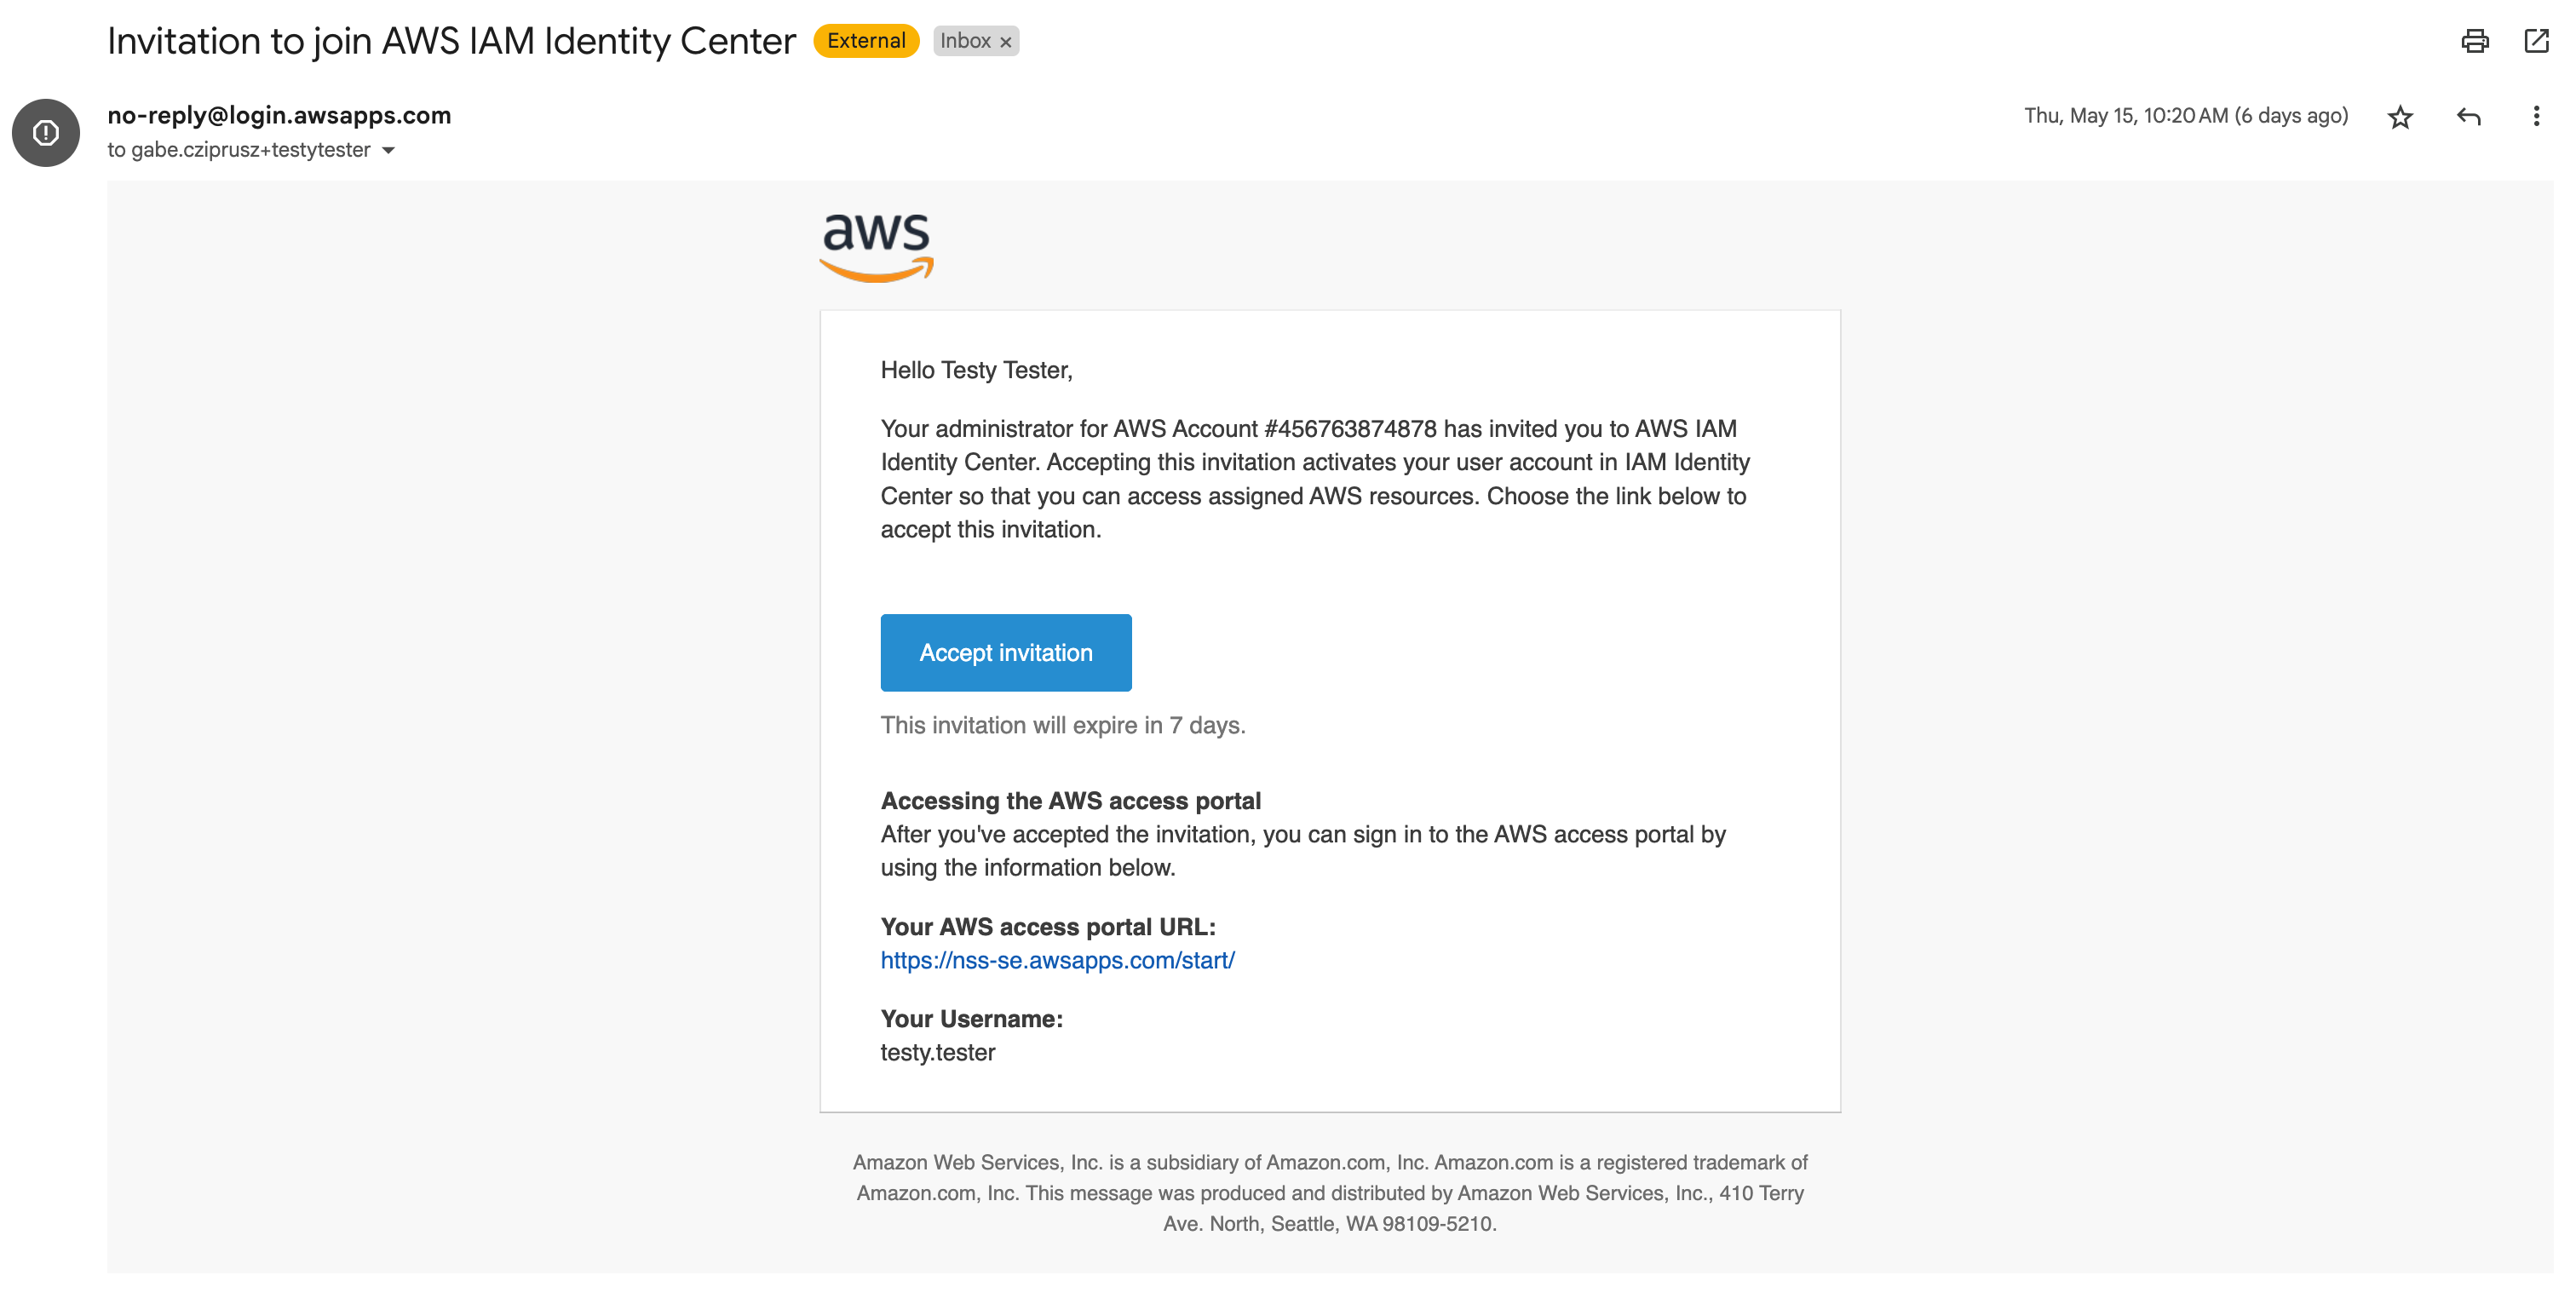 Invitation to join AWS IAM Identity Center External Inbox ×
no-reply@login.awsapps.com Thu, May 15, 10:20 AM (6 days ago)
to gabe.cziprusz+testytester
aws
Hello Testy Tester,
Your administrator for AWS Account #456763874878 has invited you to AWS IAM
Identity Center. Accepting this invitation activates your user account in IAM Identity
Center so that you can access assigned AWS resources. Choose the link below to
accept this invitation.
Accept invitation
This invitation will expire in 7 days.
Accessing the AWS access portal
After you've accepted the invitation, you can sign in to the AWS access portal by
using the information below.
Your AWS access portal URL:
https://nss-se.awsapps.com/start/
Your Username:
testy.tester
Amazon Web Services, Inc. is a subsidiary of Amazon.com, Inc. Amazon.com is a registered trademark of
Amazon.com, Inc. This message was produced and distributed by Amazon Web Services, Inc., 410 Terry
Ave. North, Seattle, WA 98109-5210.